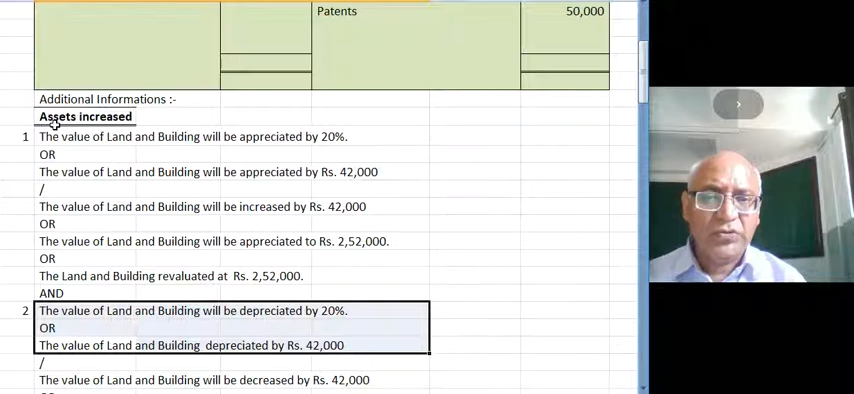 Patents 50,000
Additional Informations :-
Assets increased
1 The value of Land and Building will be appreciated by 20%.
OR
The value of Land and Building will be appreciated by Rs. 42,000
/
The value of Land and Building will be increased by Rs. 42,000
OR
The value of Land and Building will be appreciated to Rs. 2,52,000.
OR
The Land and Building revaluated at Rs. 2,52,000.
AND
2 The value of Land and Building will be depreciated by 20%.
OR
The value of Land and Building depreciated by Rs. 42,000
/
The value of Land and Building will be decreased by Rs. 42,000